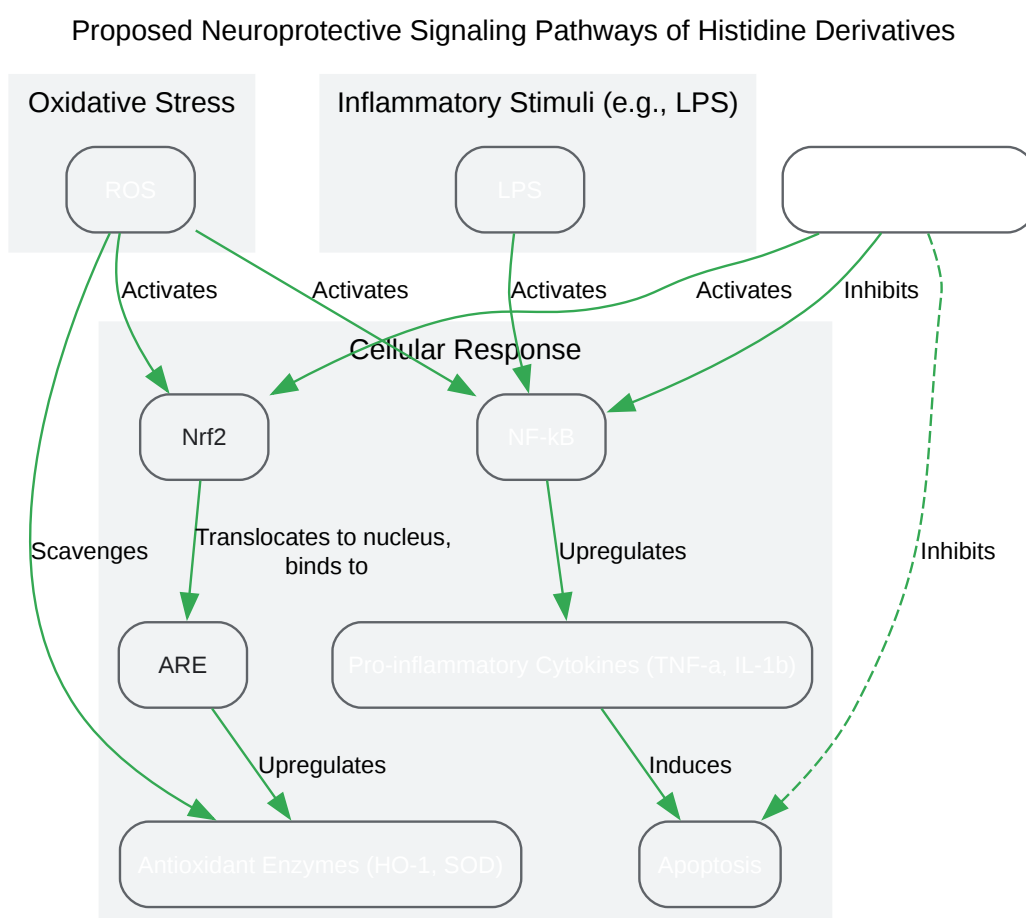 Proposed Neuroprotective Signaling Pathways of Histidine Derivatives
Oxidative Stress
Inflammatory Stimuli (e.g., LPS)
ROS
LPS
Activates
Activates
Activates
Activates
Inhibits
Cellular Response
Nrf2
NF-kB
Scavenges
Translocates to nucleus,
binds to
Upregulates
Inhibits
ARE
Pro-inflammatory Cytokines (TNF-a, IL-1b)
Upregulates
Induces
Antioxidant Enzymes (HO-1, SOD)
Apoptosis